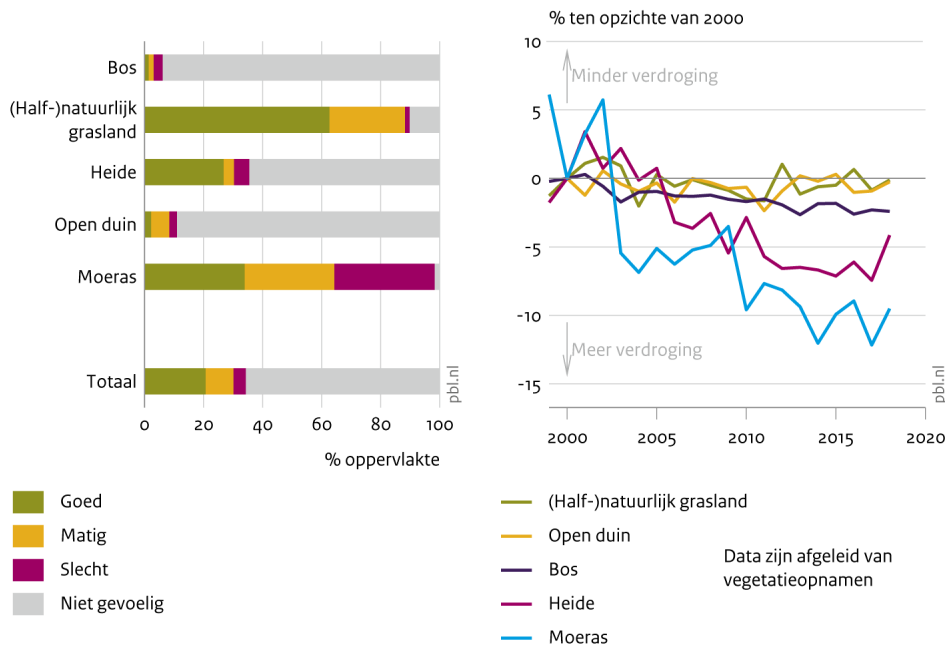 Bos
(Half-)natuurlijk
grasland
Heide
Open duin
Moeras
Totaal
0 20 40 60 80 100
% oppervlakte
pbl.nl
Goed
Matig
Slecht
Niet gevoelig
% ten opzichte van 2000
10
5
0
-5
-10
-15
Minder verdroging
Meer verdroging
2000 2005 2010 2015 2020
pbl.nl
(Half-)natuurlijk grasland
Open duin
Bos
Heide
Moeras
Data zijn afgeleid van
vegetatieopnamen